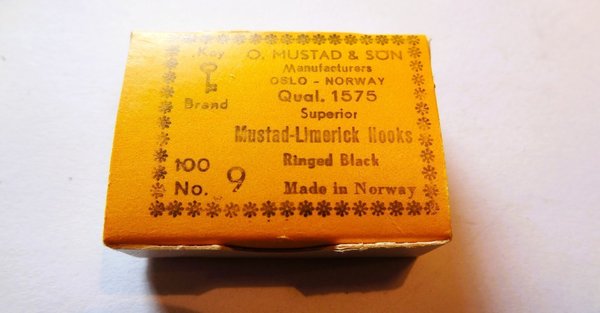 Key
Brand
O. MUSTAD & SÖN
Manufacturers
OSLO - NORWAY
Qual. 1575
Superior
Mustad-Limerick Hooks
100
Ringed Black
No. 9
Made in Norway